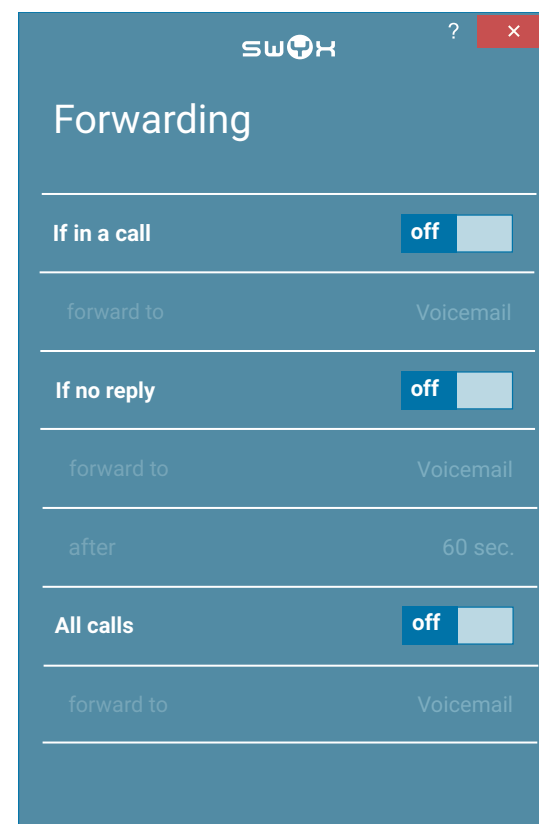 swyx
?
×
Forwarding
If in a call off
forward to Voicemail
If no reply off
forward to Voicemail
after 60 sec.
All calls off
forward to Voicemail